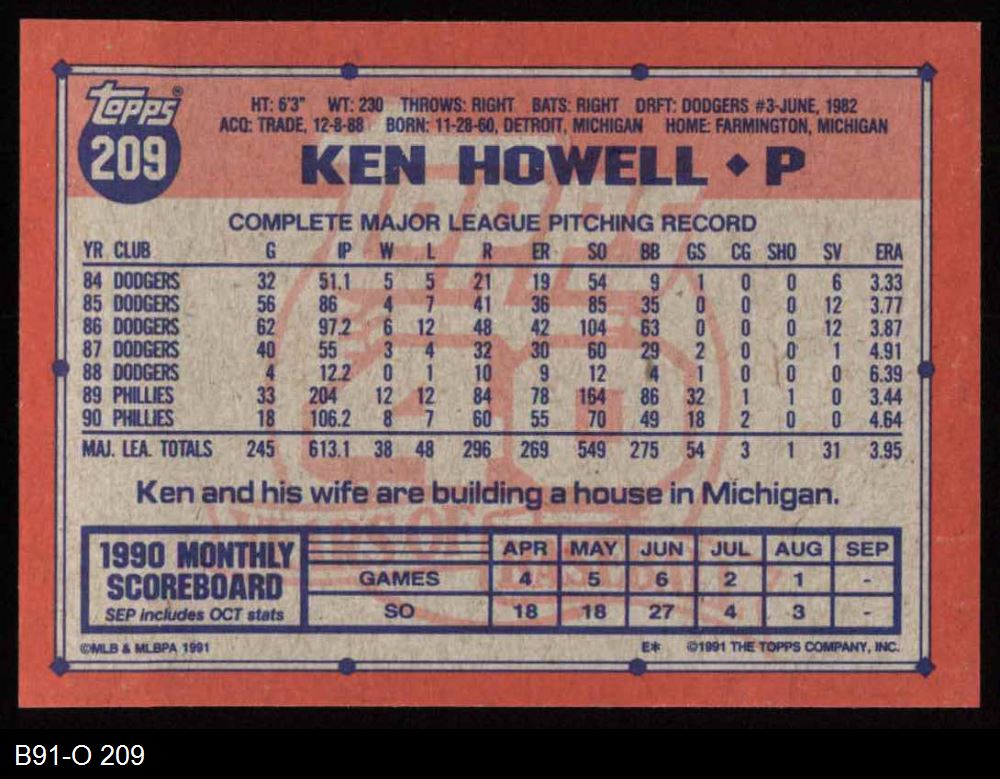 Topps®
209
HT: 6'3" WT: 230 THROWS: RIGHT BATS: RIGHT DRFT: DODGERS #3-JUNE, 1982
ACQ: TRADE, 12-8-88 BORN: 11-28-60, DETROIT, MICHIGAN HOME: FARMINGTON, MICHIGAN
KEN HOWELL ♦ P
COMPLETE MAJOR LEAGUE PITCHING RECORD
YR CLUB G IP W L R ER SO BB GS CG SHO SV ERA
84 DODGERS 32 51.1 5 5 21 19 54 9 1 0 0 6 3.33
85 DODGERS 56 86 4 7 41 36 85 35 0 0 0 12 3.77
86 DODGERS 62 97.2 6 12 48 42 104 63 0 0 0 12 3.87
87 DODGERS 40 55 3 4 32 30 60 29 2 0 0 1 4.91
88 DODGERS 4 12.2 0 1 10 9 12 4 1 0 0 0 6.39
89 PHILLIES 33 204 12 12 84 78 164 86 32 1 1 0 3.44
90 PHILLIES 18 106.2 8 7 60 55 70 49 18 2 0 0 4.64
MAJ. LEA. TOTALS 245 613.1 38 48 296 269 549 275 54 3 1 31 3.95
Ken and his wife are building a house in Michigan.
1990 MONTHLY SCOREBOARD
SEP includes OCT stats
APR MAY JUN JUL AUG SEP
GAMES 4 5 6 2 1 -
SO 18 18 27 4 3 -
©MLB & MLBPA 1991 E* ©1991 THE TOPPS COMPANY, INC.
B91-O 209